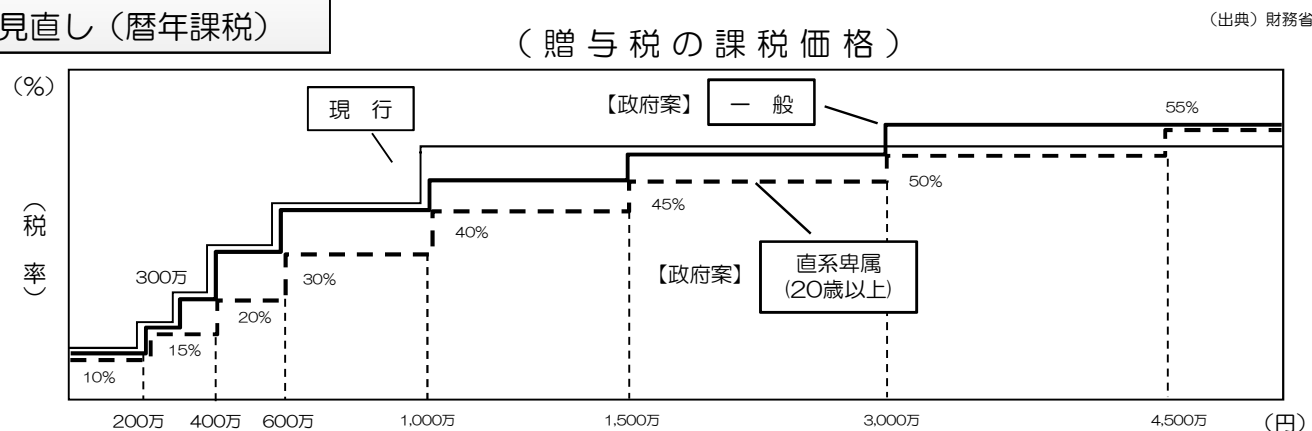 見直し（暦年課税）
（出典）財務省
（贈与税の課税価格）
(%)
現　行
【政府案】
一　般
55%
50%
45%
40%
（税　率）
300万
【政府案】
直系卑属
(20歳以上)
30%
20%
15%
10%
200万
400万
600万
1,000万
1,500万
3,000万
4,500万
(円)